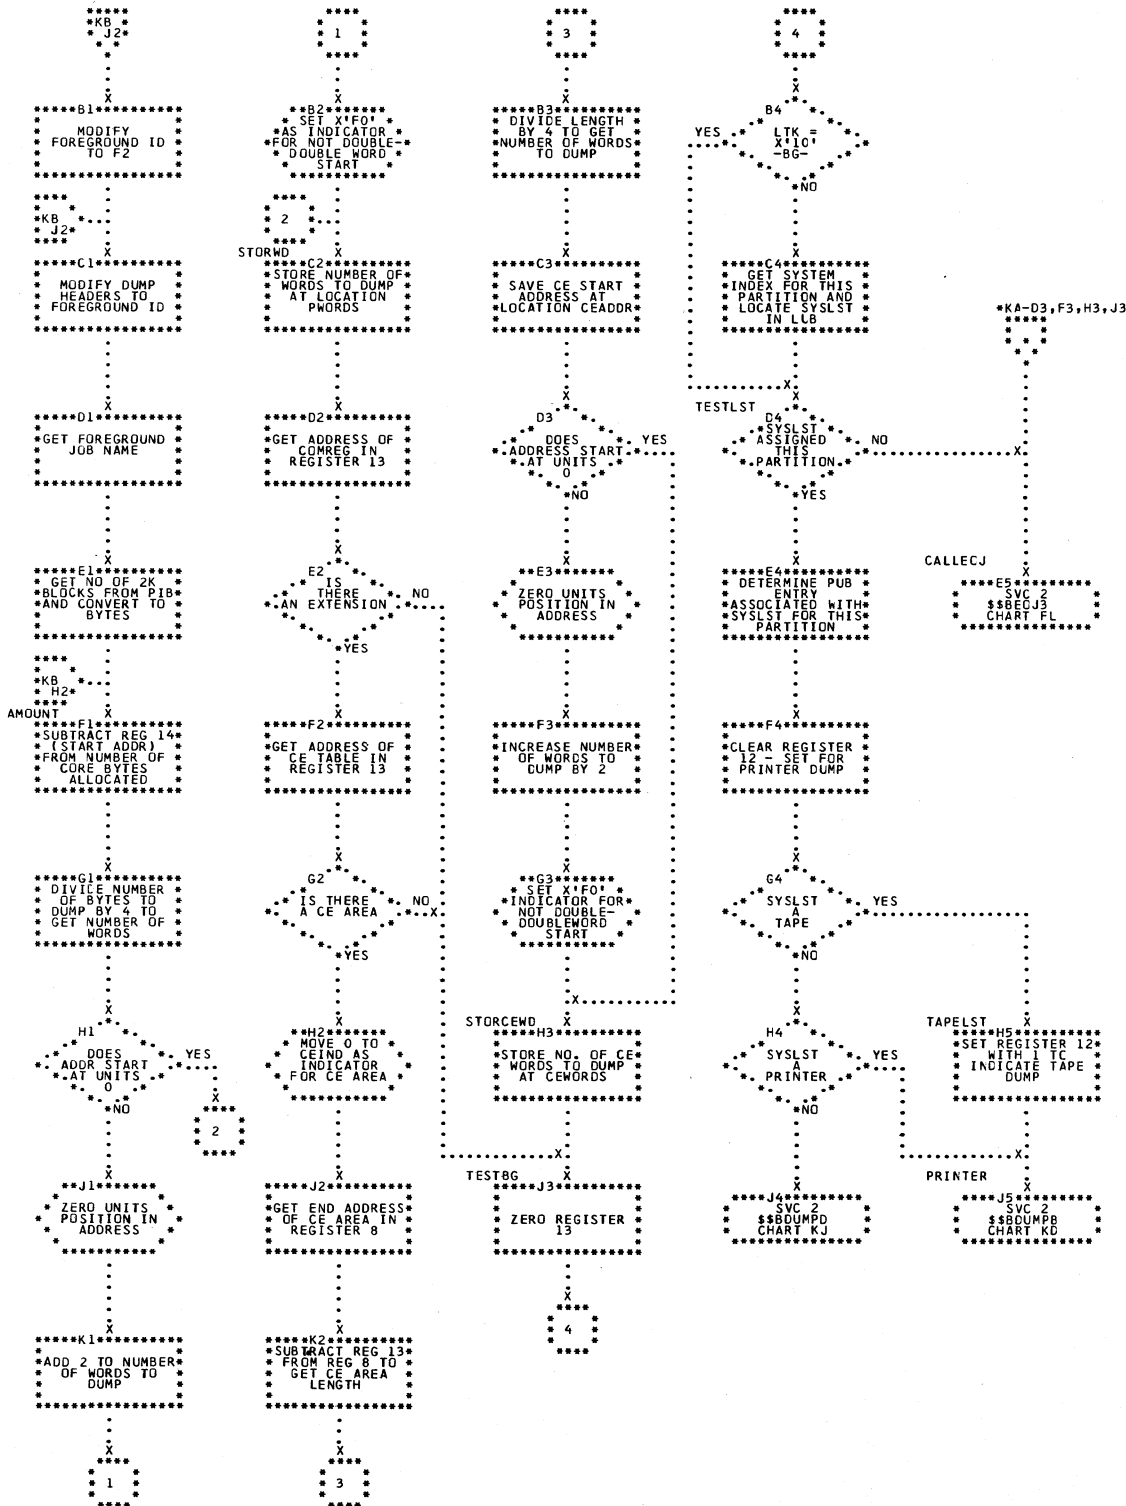 KB
J2
B1
MODIFY
FOREGROUND ID
TO F2
KB
J2
C1
MODIFY DUMP
HEADERS TO
FOREGROUND ID
D1
GET FOREGROUND
JOB NAME
E1
GET NO OF 2K
BLOCKS FROM PIB
AND CONVERT TO
BYTES
KB
H2
AMOUNT
F1
SUBTRACT REG 14
(START ADDR)
FROM NUMBER OF
CORE BYTES
ALLOCATED
G1
DIVICE NUMBER
OF BYTES TO
DUMP BY 4 TO
GET NUMBER OF
WORDS
H1
DOES
ADDR START
AT UNITS
0
YES
NO
2
J1
ZERO UNITS
POSITION IN
ADDRESS
K1
ADD 2 TO NUMBER
OF WORDS TO
DUMP
1
1
B2
SET X'F0'
AS INDICATOR
FOR NOT DOUBLE-
DOUBLE WORD
START
2
STORWD
C2
STORE NUMBER OF
WORDS TO DUMP
AT LOCATION
PWORDS
D2
GET ADDRESS OF
COMREG IN
REGISTER 13
E2
IS
THERE
AN EXTENSION
NO
YES
F2
GET ADDRESS OF
CE TABLE IN
REGISTER 13
G2
IS THERE
A CE AREA
NO
YES
H2
MOVE 0 TO
CEIND AS
INDICATOR
FOR CE AREA
J2
GET END ADDRESS
OF CE AREA IN
REGISTER 8
K2
SUBTRACT REG 13
FROM REG 8 TO
GET CE AREA
LENGTH
3
3
B3
DIVIDE LENGTH
BY 4 TO GET
NUMBER OF WORDS
TO DUMP
C3
SAVE CE START
ADDRESS AT
LOCATION CEADDR
D3
DOES
ADDRESS START
AT UNITS
0
YES
NO
E3
ZERO UNITS
POSITION IN
ADDRESS
F3
INCREASE NUMBER
OF WORDS TO
DUMP BY 2
G3
SET X'F0'
INDICATOR FOR
NOT DOUBLE-
DOUBLEWORD
START
STORCEWD
H3
STORE NO. OF CE
WORDS TO DUMP
AT CEWORDS
TESTBG
J3
ZERO REGISTER
13
4
4
B4
LTK =
X'10'
-BG-
YES
NO
C4
GET SYSTEM
INDEX FOR THIS
PARTITION AND
LOCATE SYSLST
IN LUB
TESTLST
D4
SYSLST
ASSIGNED
THIS
PARTITION
NO
YES
E4
DETERMINE PUB
ENTRY
ASSOCIATED WITH
SYSLST FOR THIS
PARTITION
F4
CLEAR REGISTER
12 - SET FOR
PRINTER DUMP
G4
SYSLST
A
TAPE
YES
NO
H4
SYSLST
A
PRINTER
YES
NO
J4
SVC 2
$$BDUMPD
CHART KJ
*KA-D3,F3,H3,J3
CALLECJ
E5
SVC 2
$$BEOJ3
CHART FL
TAPELST
H5
SET REGISTER 12
WITH 1 TC
INDICATE TAPE
DUMP
PRINTER
J5
SVC 2
$$BDUMPB
CHART KD